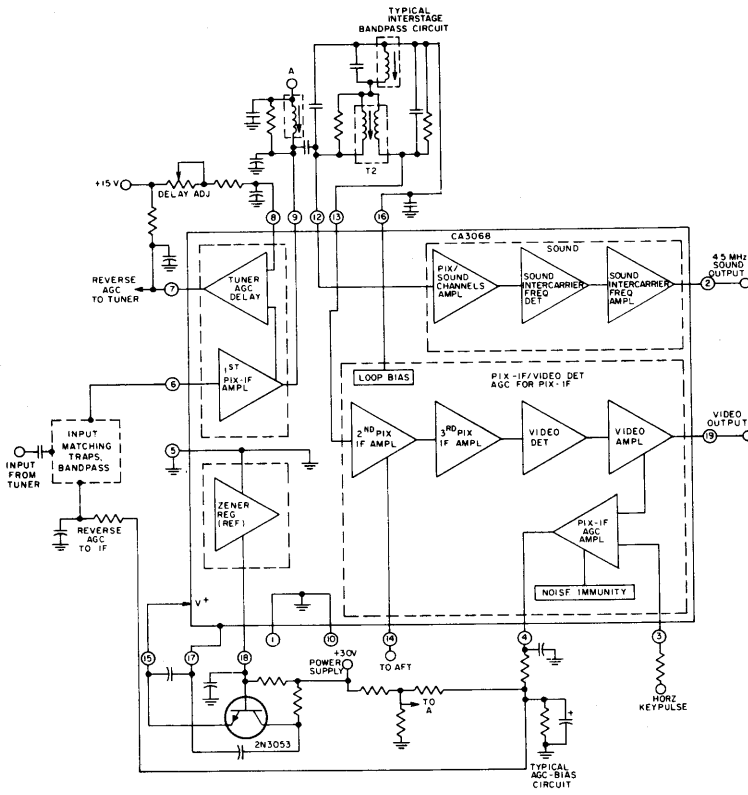 TYPICAL
INTERSTAGE
BANDPASS CIRCUIT
A
T2
+15 V
DELAY ADJ
8
9
12
13
16
CA3068
SOUND
4.5 MHz
SOUND
OUTPUT
TUNER
AGC
DELAY
PIX/
SOUND
CHANNELS
AMPL
SOUND
INTERCARRIER
FREQ
DET
SOUND
INTERCARRIER
FREQ
AMPL
2
REVERSE
AGC TO TUNER
7
1ST
PIX-IF
AMPL
6
LOOP BIAS
PIX-IF/VIDEO DET
AGC FOR PIX-IF
INPUT
MATCHING
TRAPS,
BANDPASS
INPUT
FROM
TUNER
5
2ND PIX
IF AMPL
3RD PIX
IF AMPL
VIDEO
DET
VIDEO
AMPL
VIDEO
OUTPUT
19
ZENER
REG
(REF)
REVERSE
AGC
TO IF
PIX-IF
AGC
AMPL
NOISE IMMUNITY
V+
15
17
18
1
10
14
4
3
TO AFT
+30V
POWER
SUPPLY
TO
A
HORZ
KEYPULSE
2N3053
+
TYPICAL
AGC-BIAS
CIRCUIT